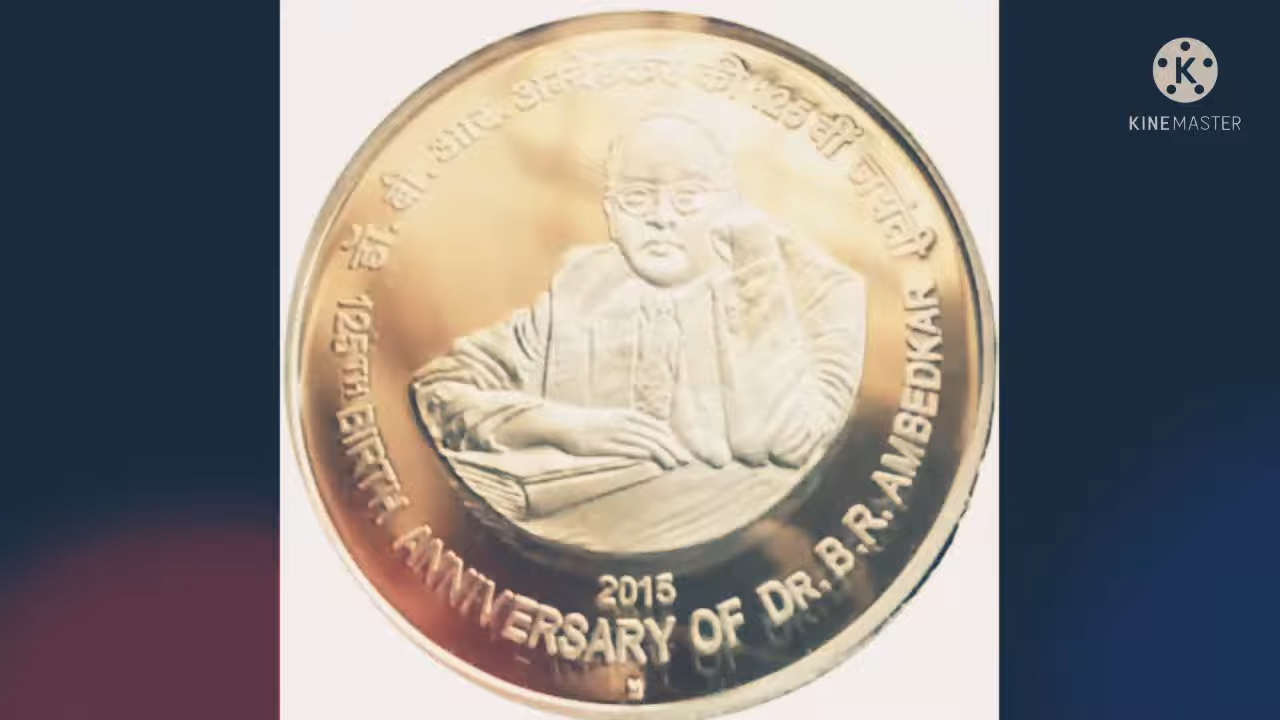 डॉ. बी. आर. अम्बेडकर की 125 वीं जयंती
125TH BIRTH ANNIVERSARY OF DR. B.R. AMBEDKAR
2015
M
K
KINEMASTER